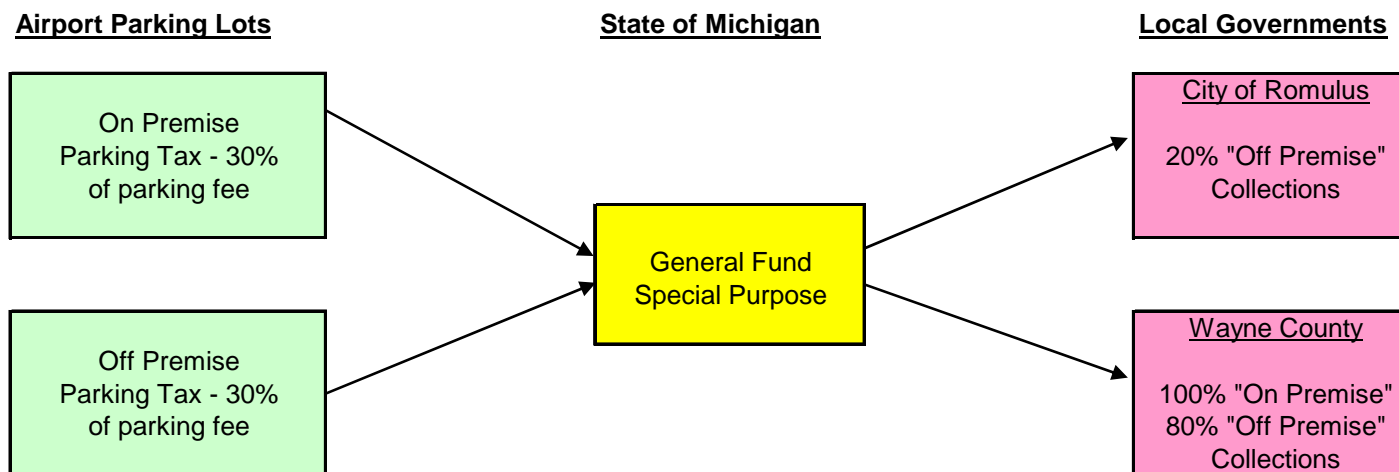 Airport Parking Lots
State of Michigan
Local Governments
On Premise
Parking Tax - 30%
of parking fee
Off Premise
Parking Tax - 30%
of parking fee
General Fund
Special Purpose
City of Romulus
20% "Off Premise"
Collections
Wayne County
100% "On Premise"
80% "Off Premise"
Collections